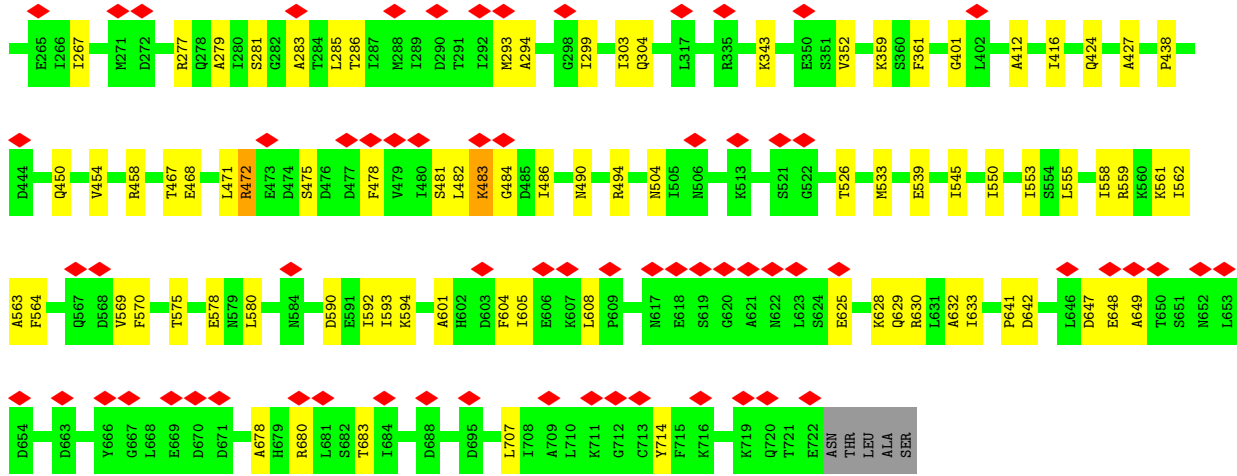 E265 I266 I267 M271 D272 R277 Q278 A279 I280 S281 G282 A283 T284 L285 T286 I287 M288 I289 D290 T291 I292 M293 A294 G298 I299 I303 Q304 L317 R335 K343 E350 S351 V352 K359 S360 F361 G401 L402 A412 I416 Q424 A427 P438
D444 Q450 V454 R458 T467 E468 L471 R472 E473 D474 S475 D476 D477 F478 V479 I480 S481 L482 K483 G484 D485 I486 N490 R494 N504 I505 N506 K513 S521 G522 T526 M533 E539 I545 I550 I553 S554 L555 I558 R559 K560 K561 I562
A563 F564 Q567 D568 V569 F570 T575 E578 N579 L580 N584 D590 E591 I592 I593 K594 A601 H602 D603 F604 I605 E606 K607 L608 P609 N617 E618 S619 G620 A621 N622 L623 S624 E625 K628 Q629 R630 L631 A632 I633 P641 D642 L646 D647 E648 A649 T650 S651 N652 L653
D654 D663 Y666 G667 L668 E669 D670 D671 A678 H679 R680 L681 S682 T683 I684 D688 D695 L707 I708 A709 L710 K711 G712 C713 Y714 F715 K716 K719 Q720 T721 E722 ASN THR LEU ALA SER